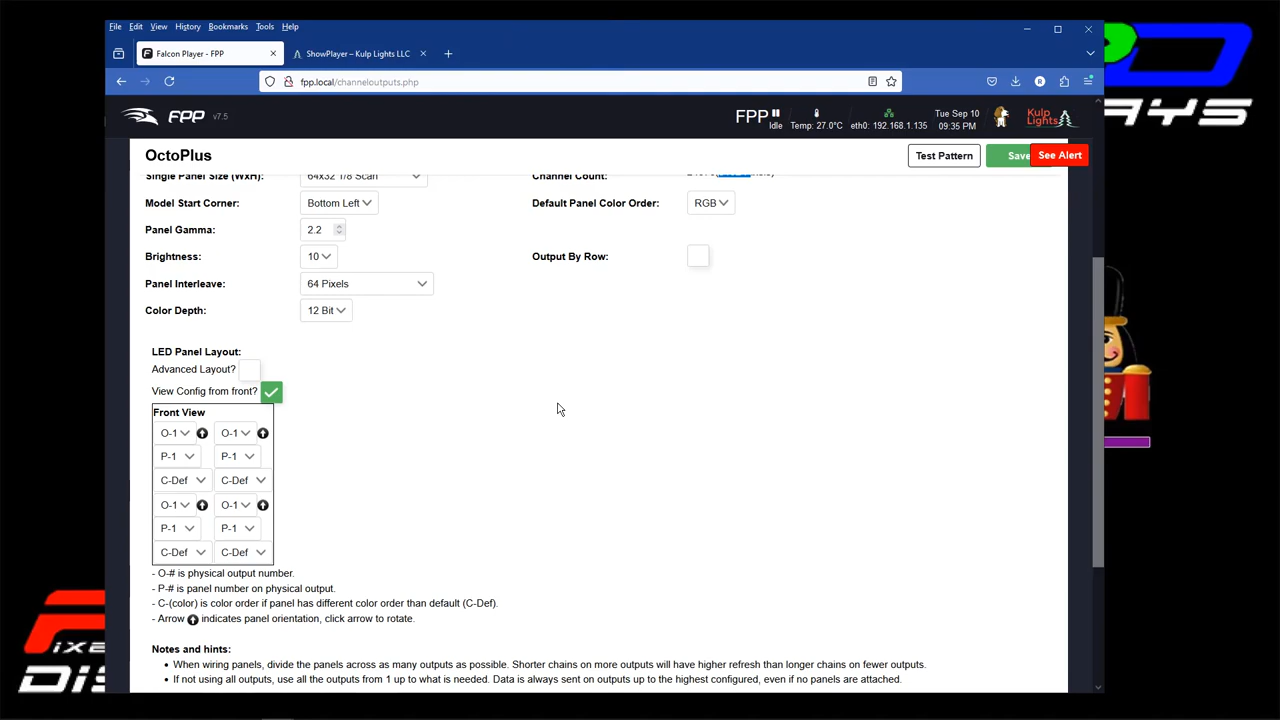 File Edit View History Bookmarks Tools Help
Falcon Player - FPP
ShowPlayer – Kulp Lights LLC
fpp.local/channeloutputs.php
FPP v7.5
FPP
Idle
Temp: 27.0°C
eth0: 192.168.1.135
Tue Sep 10
09:35 PM
Kulp
Lights
OctoPlus
Test Pattern
Save
See Alert
Single Panel Size (WxH): 64x32 1/8 Scan
Channel Count:
Model Start Corner: Bottom Left
Default Panel Color Order: RGB
Panel Gamma: 2.2
Brightness: 10
Output By Row:
Panel Interleave: 64 Pixels
Color Depth: 12 Bit
LED Panel Layout:
Advanced Layout?
View Config from front?
Front View
O-1 O-1
P-1 P-1
C-Def C-Def
O-1 O-1
P-1 P-1
C-Def C-Def
- O-# is physical output number.
- P-# is panel number on physical output.
- C-(color) is color order if panel has different color order than default (C-Def).
- Arrow indicates panel orientation, click arrow to rotate.
Notes and hints:
• When wiring panels, divide the panels across as many outputs as possible. Shorter chains on more outputs will have higher refresh than longer chains on fewer outputs.
• If not using all outputs, use all the outputs from 1 up to what is needed. Data is always sent on outputs up to the highest configured, even if no panels are attached.